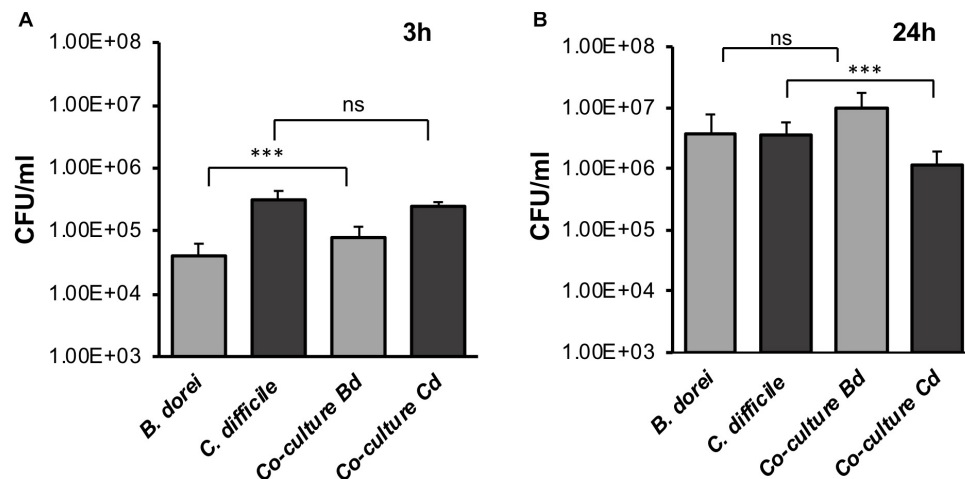 A
3h
1.00E+08
1.00E+07
1.00E+06
1.00E+05
1.00E+04
1.00E+03
CFU/ml
ns
***
B. dorei
C. difficile
Co-culture Bd
Co-culture Cd
B
24h
1.00E+08
1.00E+07
1.00E+06
1.00E+05
1.00E+04
1.00E+03
CFU/ml
ns
***
B. dorei
C. difficile
Co-culture Bd
Co-culture Cd